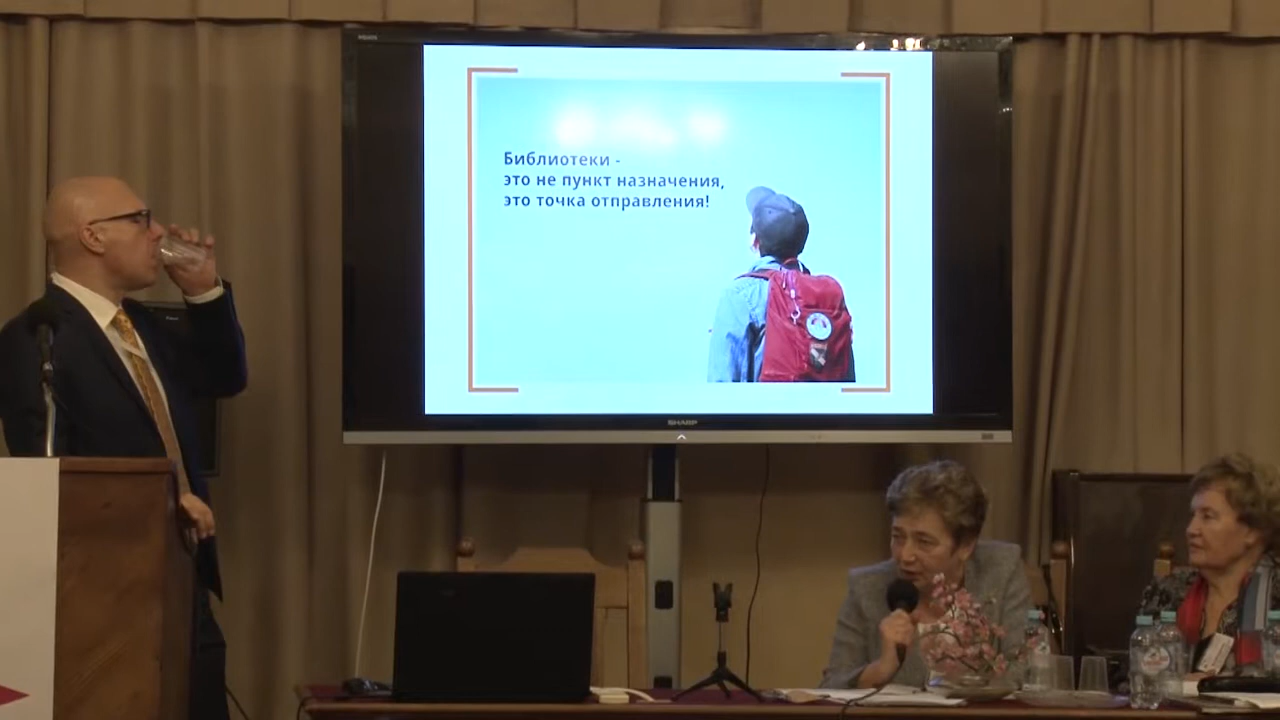 Библиотеки -
это не пункт назначения,
это точка отправления!
SHARP